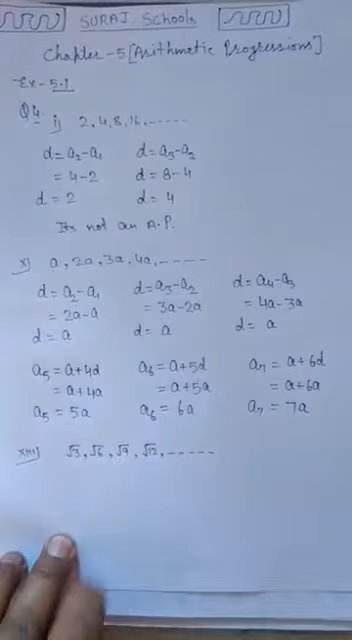 SURAJ Schools
Chapter-5 [Arithmetic Progressions]
Ex-5.1
Q4. i) 2, 4, 8, 16, -----
d = a₂-a₁ d = a₃-a₂
= 4-2 d = 8-4
d = 2 d = 4
Its not an A.P.
x) a, 2a, 3a, 4a, -----
d = a₂-a₁ d = a₃-a₂ d = a₄-a₃
= 2a-a = 3a-2a = 4a-3a
d = a d = a d = a
a₅ = a+4d a₆ = a+5d a₇ = a+6d
= a+4a = a+5a = a+6a
a₅ = 5a a₆ = 6a a₇ = 7a
xiii) √3, √6, √9, √12, -----